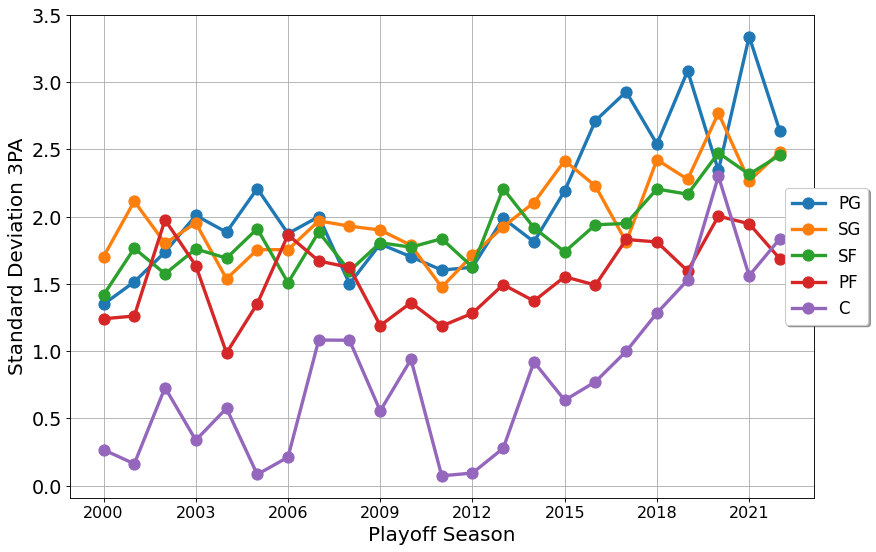 3.5
3.0
2.5
2.0
1.5
1.0
0.5
0.0
Standard Deviation 3PA
2000 2003 2006 2009 2012 2015 2018 2021
Playoff Season
PG
SG
SF
PF
C